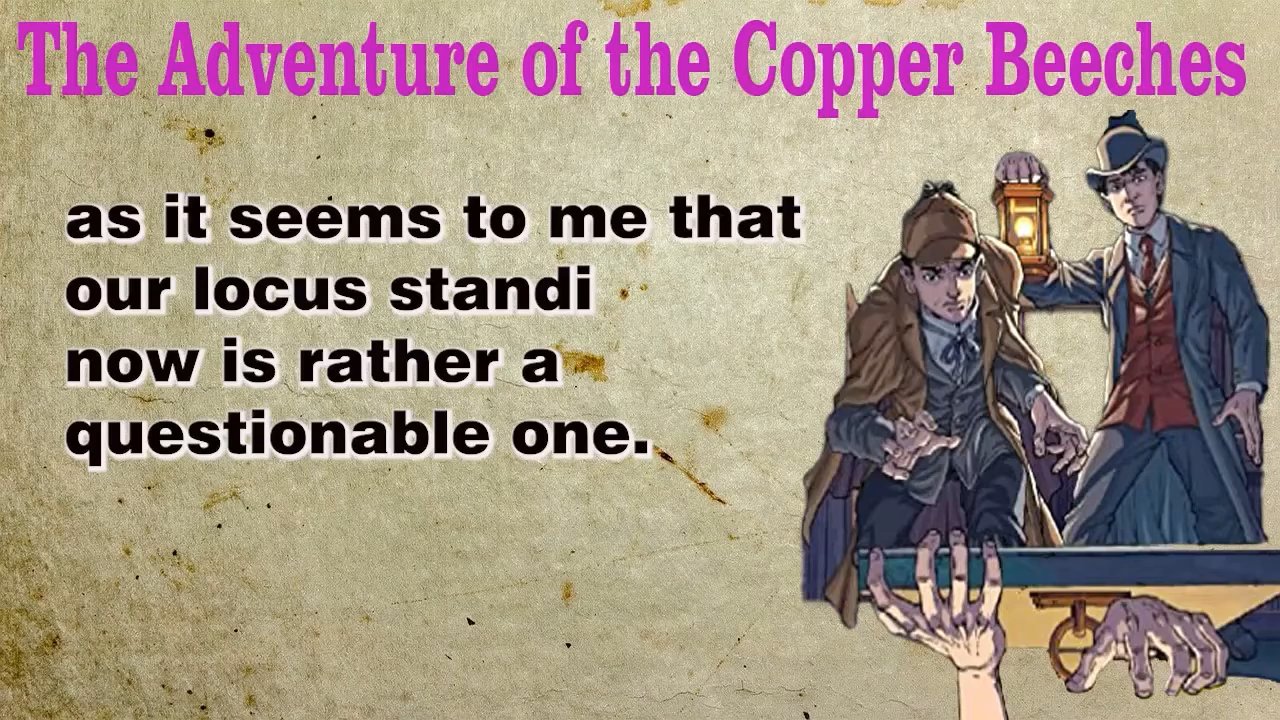 The Adventure of the Copper Beeches
as it seems to me that
our locus standi
now is rather a
questionable one.